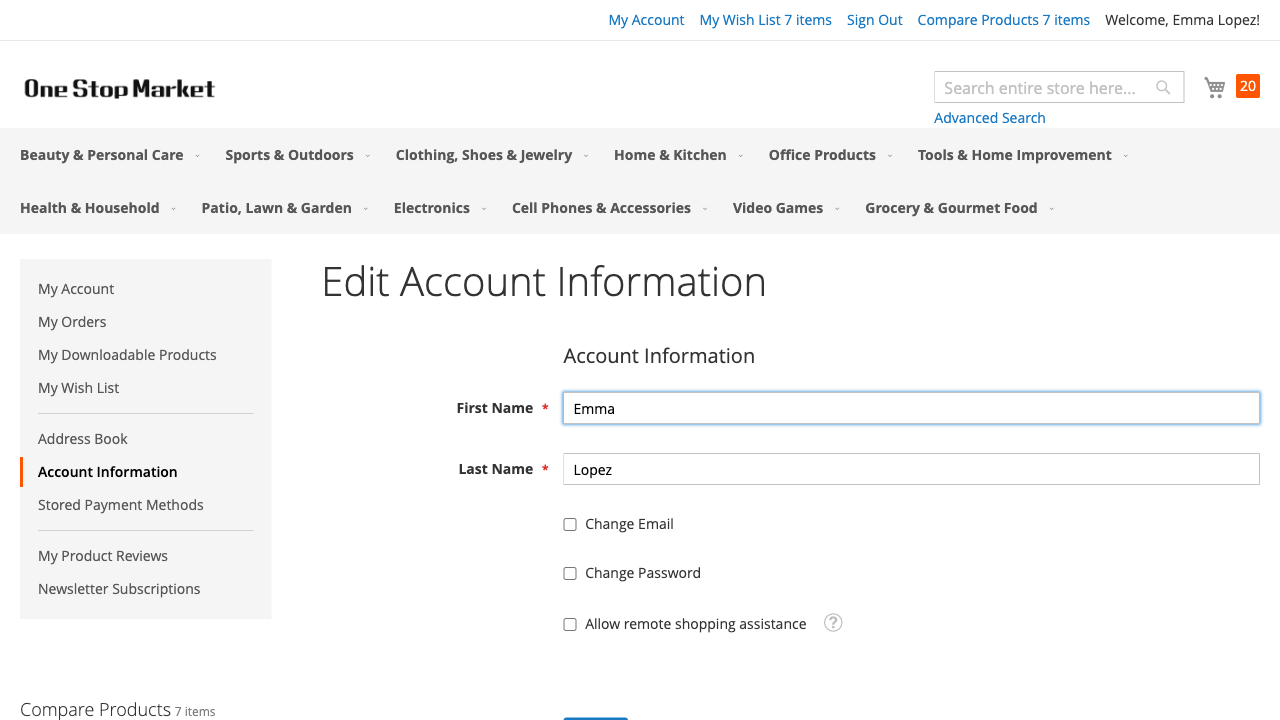 My Account My Wish List 7 items Sign Out Compare Products 7 items Welcome, Emma Lopez!
One Stop Market
Search entire store here...
20
Advanced Search
Beauty & Personal Care Sports & Outdoors Clothing, Shoes & Jewelry Home & Kitchen Office Products Tools & Home Improvement
Health & Household Patio, Lawn & Garden Electronics Cell Phones & Accessories Video Games Grocery & Gourmet Food
My Account
My Orders
My Downloadable Products
My Wish List
Address Book
Account Information
Stored Payment Methods
My Product Reviews
Newsletter Subscriptions
Compare Products 7 items
Edit Account Information
Account Information
First Name * Emma
Last Name * Lopez
Change Email
Change Password
Allow remote shopping assistance ?